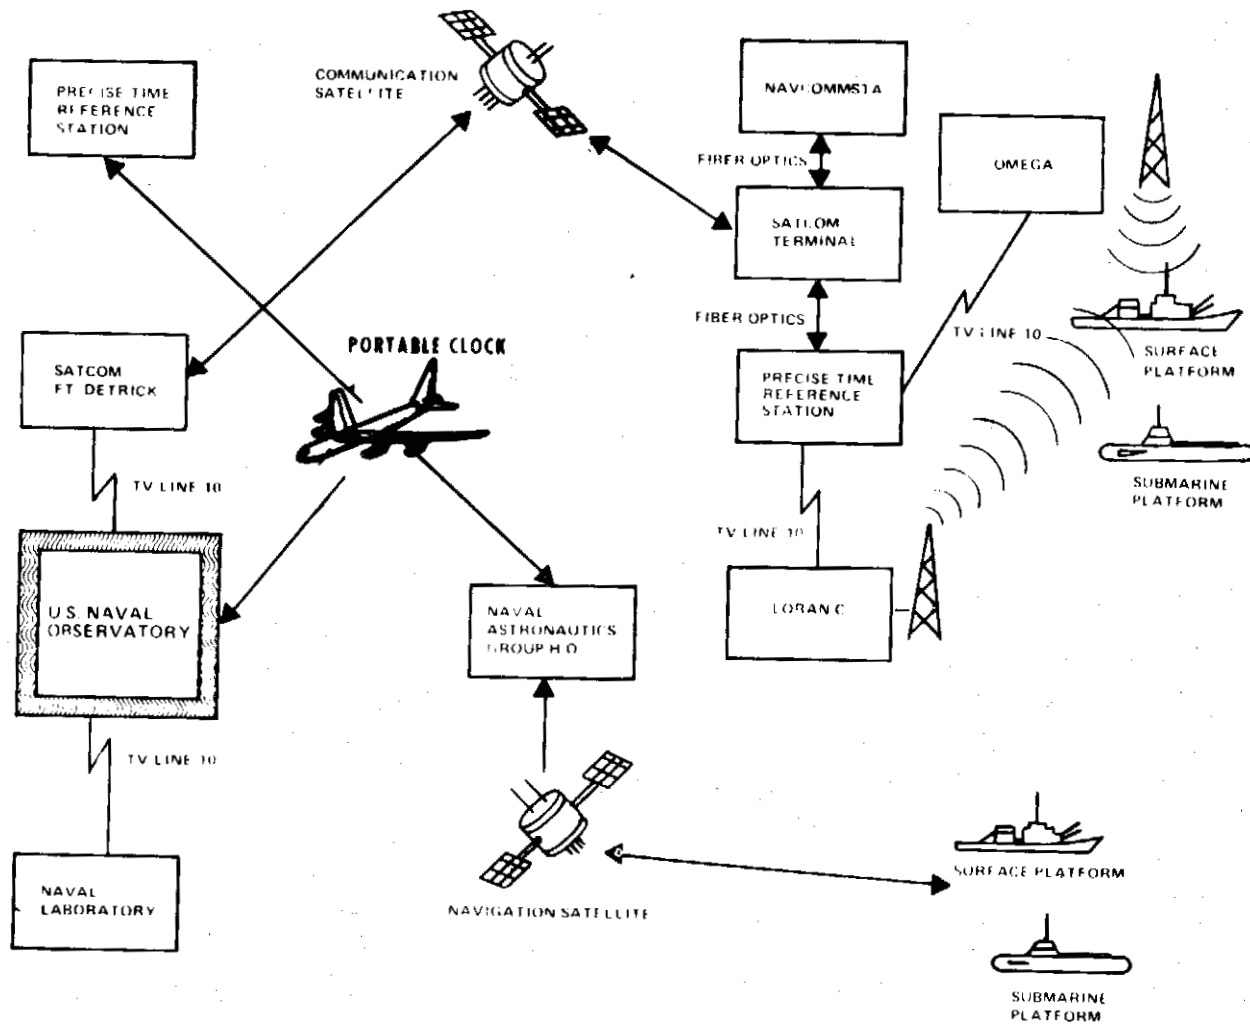 PRECISE TIME
REFERENCE
STATION
COMMUNICATION
SATELLITE
NAVCOMMSTA
FIBER OPTICS
OMEGA
SATCOM
TERMINAL
FIBER OPTICS
TV LINE 10
SURFACE
PLATFORM
PORTABLE CLOCK
SATCOM
FT DETRICK
PRECISE TIME
REFERENCE
STATION
SUBMARINE
PLATFORM
TV LINE 10
TV LINE 10
U.S. NAVAL
OBSERVATORY
NAVAL
ASTRONAUTICS
GROUP H.Q
LORAN C
TV LINE 10
NAVAL
LABORATORY
NAVIGATION SATELLITE
SURFACE PLATFORM
SUBMARINE
PLATFORM